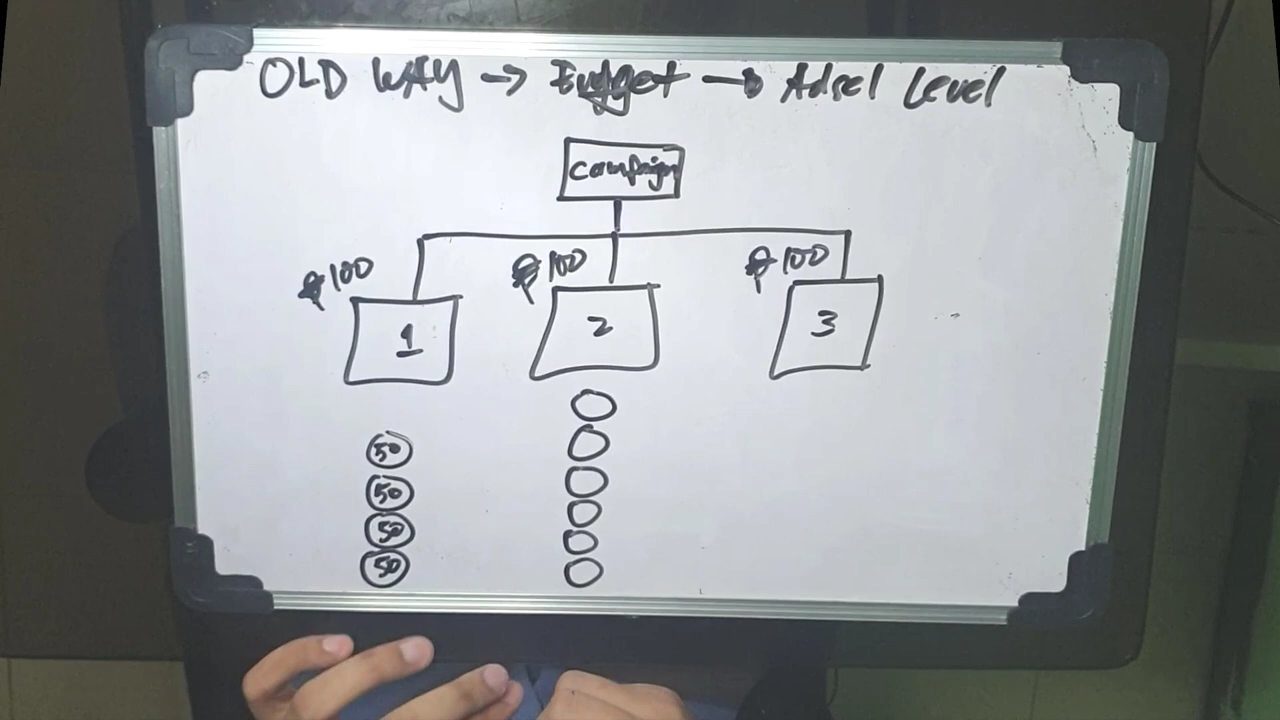 OLD WAY → Budget → Adset Level
campaign
₱100 ₱100 ₱100
1 2 3
50
50
50
50